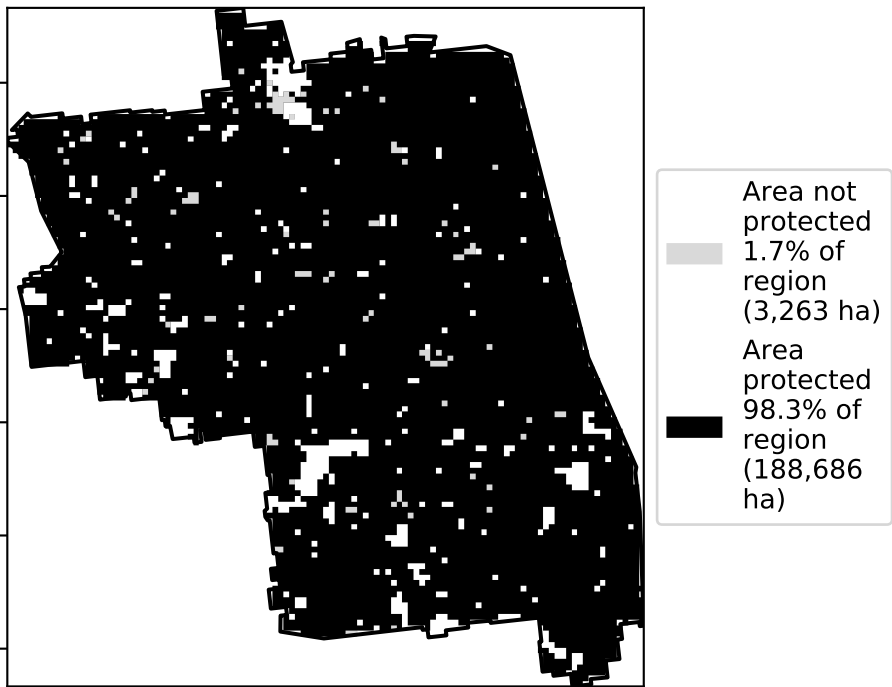 Area not
protected
1.7% of
region
(3,263 ha)
Area
protected
98.3% of
region
(188,686
ha)